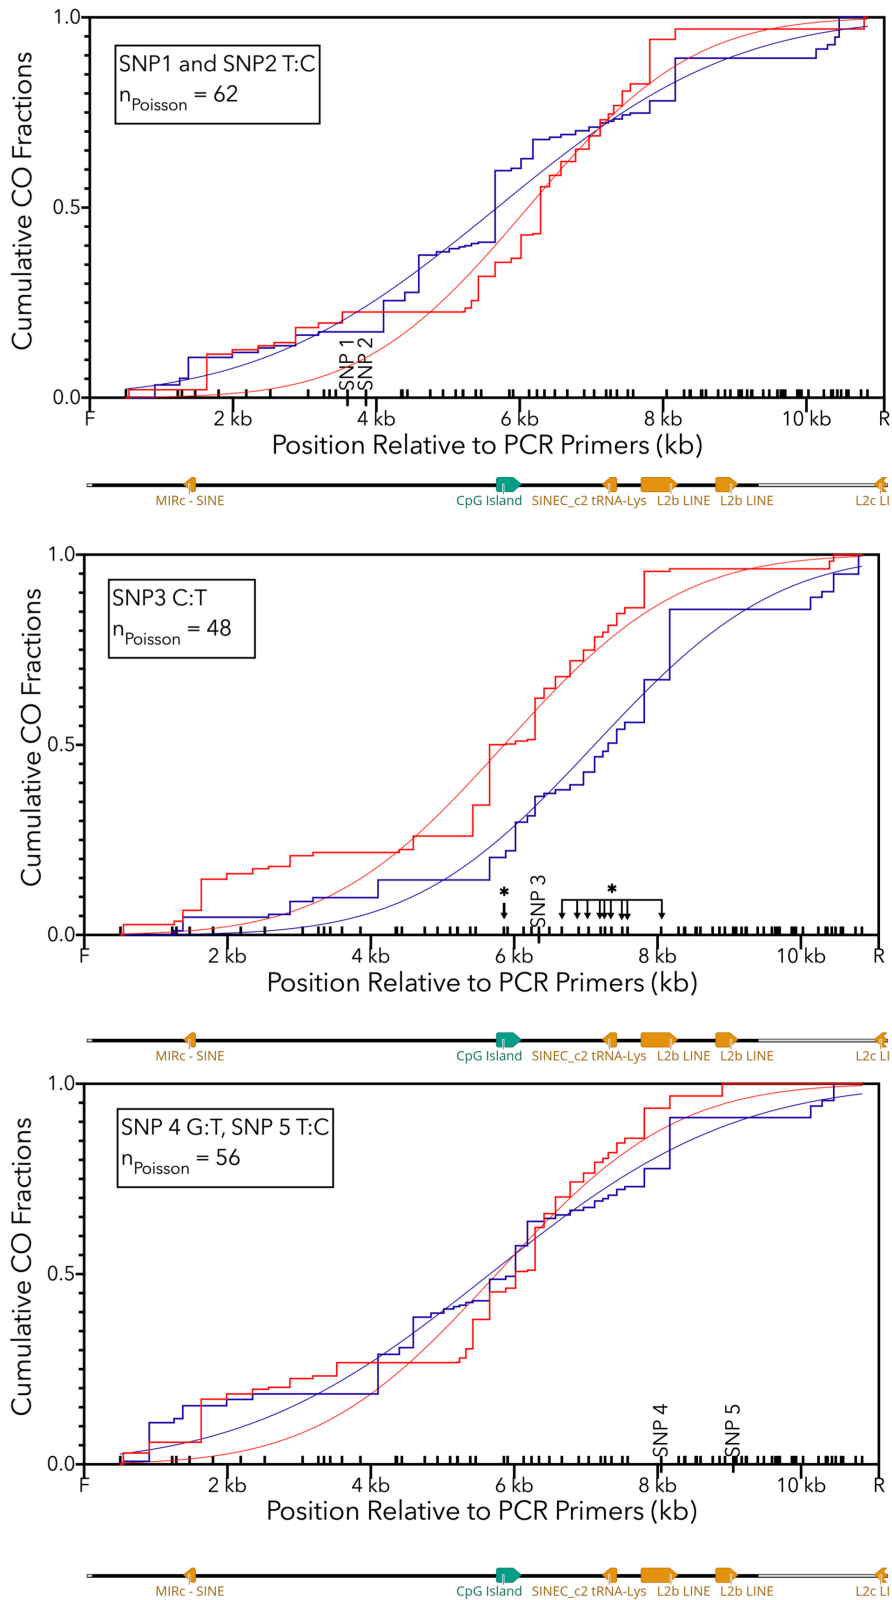 1.0
SNP1 and SNP2 T:C
nPoisson = 62
Cumulative CO Fractions
0.5
SNP 1
SNP 2
0.0
F 2 kb 4 kb 6 kb 8 kb 10 kb R
Position Relative to PCR Primers (kb)
MIRc - SINE CpG Island SINEC_c2 tRNA-Lys L2b LINE L2b LINE L2c LI
1.0
SNP3 C:T
nPoisson = 48
Cumulative CO Fractions
0.5
* *
SNP 3
0.0
F 2 kb 4 kb 6 kb 8 kb 10 kb R
Position Relative to PCR Primers (kb)
MIRc - SINE CpG Island SINEC_c2 tRNA-Lys L2b LINE L2b LINE L2c LI
1.0
SNP 4 G:T, SNP 5 T:C
nPoisson = 56
Cumulative CO Fractions
0.5
SNP 4
SNP 5
0.0
F 2 kb 4 kb 6 kb 8 kb 10 kb R
Position Relative to PCR Primers (kb)
MIRc - SINE CpG Island SINEC_c2 tRNA-Lys L2b LINE L2b LINE L2c LI